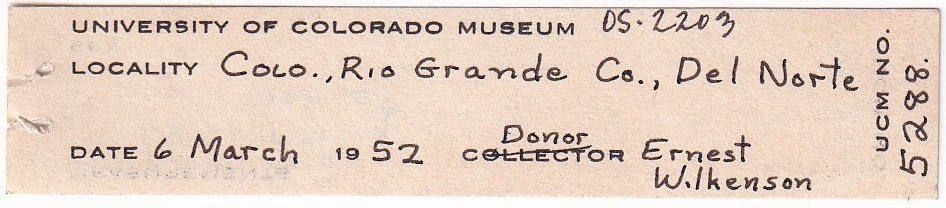 UNIVERSITY OF COLORADO MUSEUM OS-2203
LOCALITY COLO., RIO GRANDE Co., DEL NORTE
Donor
DATE 6 March 1952 COLLECTOR Ernest
Wilkenson
UCM NO.
5288.